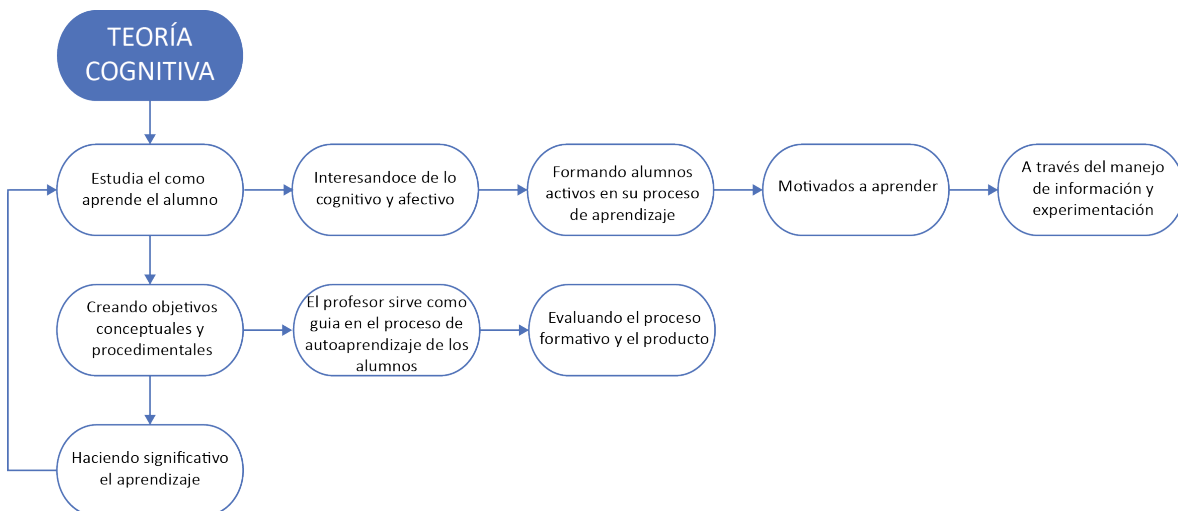 TEORÍA
COGNITIVA
Estudia el como
aprende el alumno
Interesandoce de lo
cognitivo y afectivo
Formando alumnos
activos en su proceso
de aprendizaje
Motivados a aprender
A través del manejo
de información y
experimentación
Creando objetivos
conceptuales y
procedimentales
El profesor sirve como
guia en el proceso de
autoaprendizaje de los
alumnos
Evaluando el proceso
formativo y el producto
Haciendo significativo
el aprendizaje